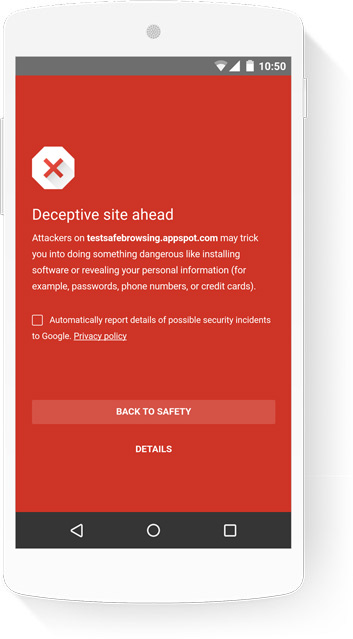 10:50
Deceptive site ahead
Attackers on testsafebrowsing.appspot.com may trick
you into doing something dangerous like installing
software or revealing your personal information (for
example, passwords, phone numbers, or credit cards).
Automatically report details of possible security incidents
to Google. Privacy policy
BACK TO SAFETY
DETAILS